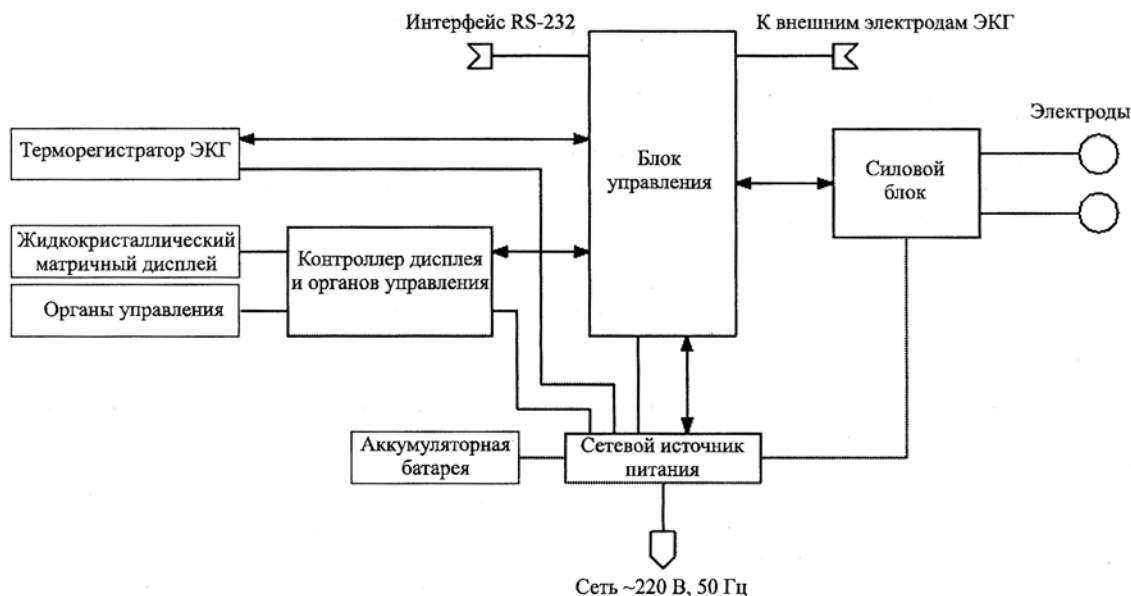 Интерфейс RS-232
К внешним электродам ЭКГ
Электроды
Терморегистратор ЭКГ
Блок
управления
Силовой
блок
Жидкокристаллический
матричный дисплей
Контроллер дисплея
и органов управления
Органы управления
Аккумуляторная
батарея
Сетевой источник
питания
Сеть ~220 В, 50 Гц